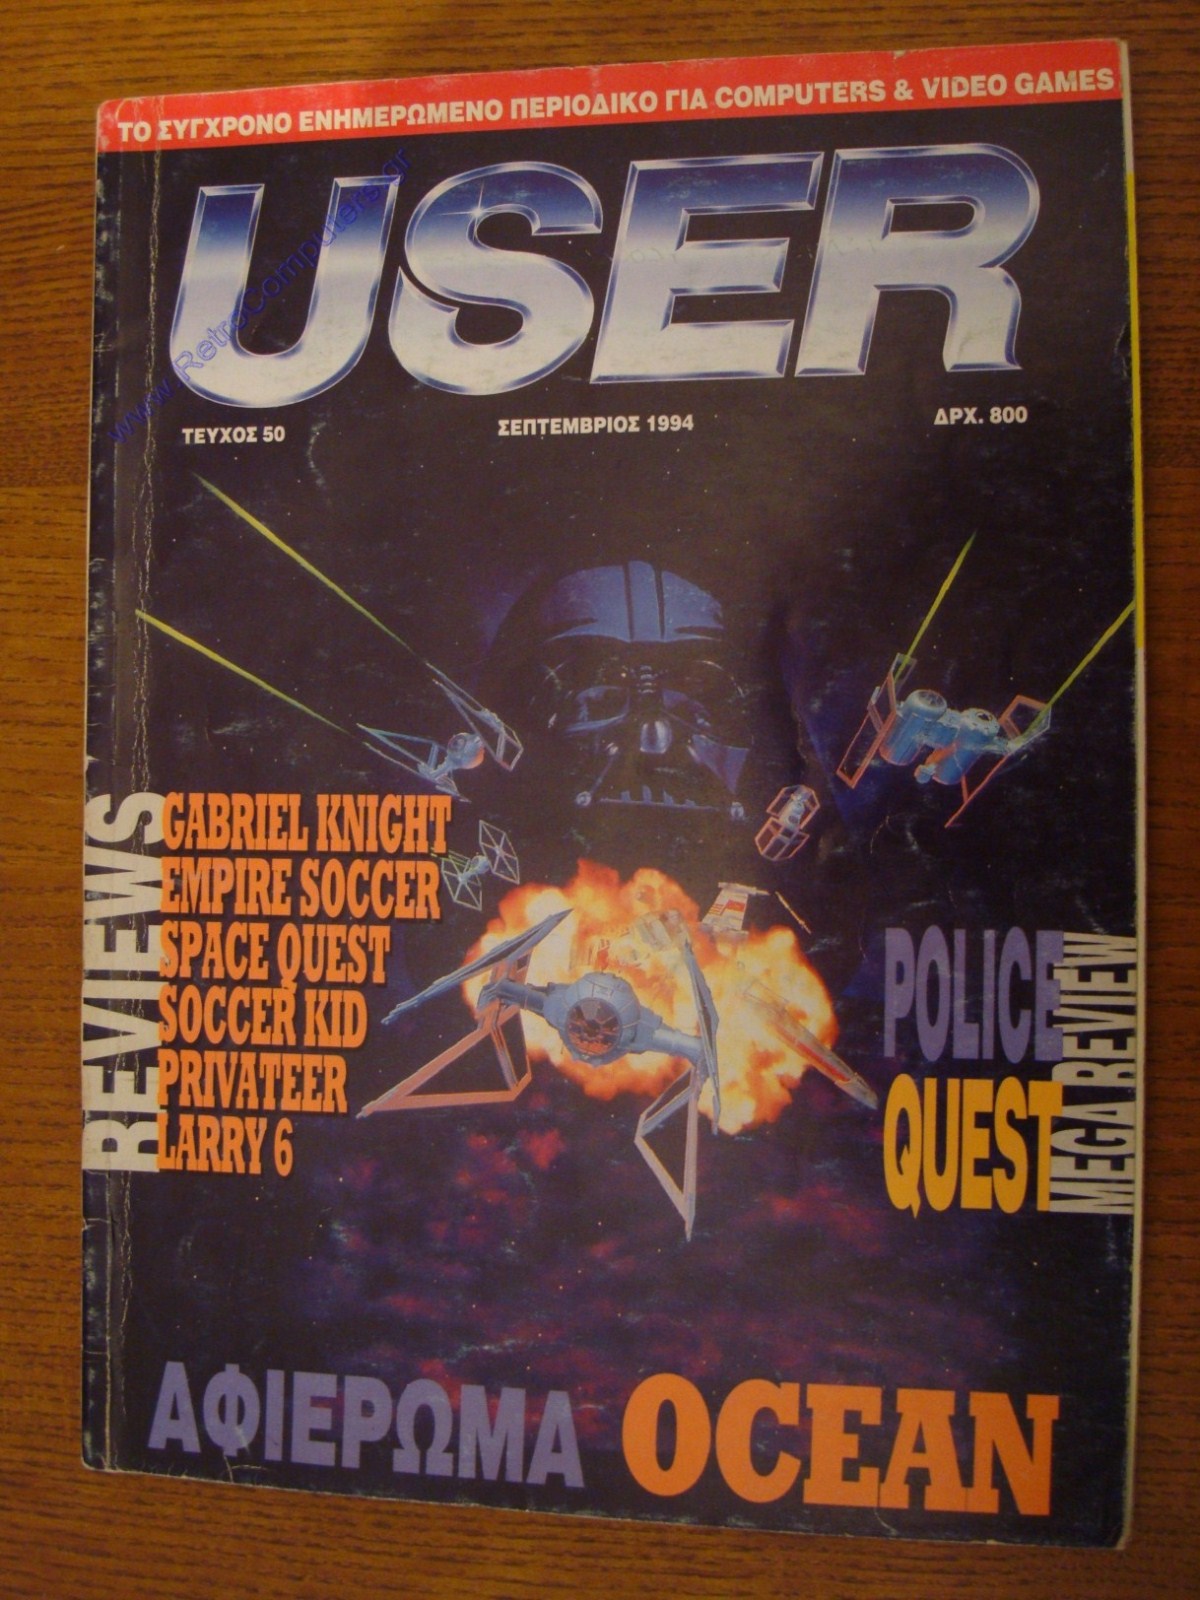 ΤΟ ΣΥΓΧΡΟΝΟ ΕΝΗΜΕΡΩΜΕΝΟ ΠΕΡΙΟΔΙΚΟ ΓΙΑ COMPUTERS & VIDEO GAMES
USER
www.RetroComputers.gr
ΤΕΥΧΟΣ 50
ΣΕΠΤΕΜΒΡΙΟΣ 1994
ΔΡΧ. 800
REVIEWS
GABRIEL KNIGHT
EMPIRE SOCCER
SPACE QUEST
SOCCER KID
PRIVATEER
LARRY 6
POLICE
QUEST
MEGA REVIEW
ΑΦΙΕΡΩΜΑ OCEAN